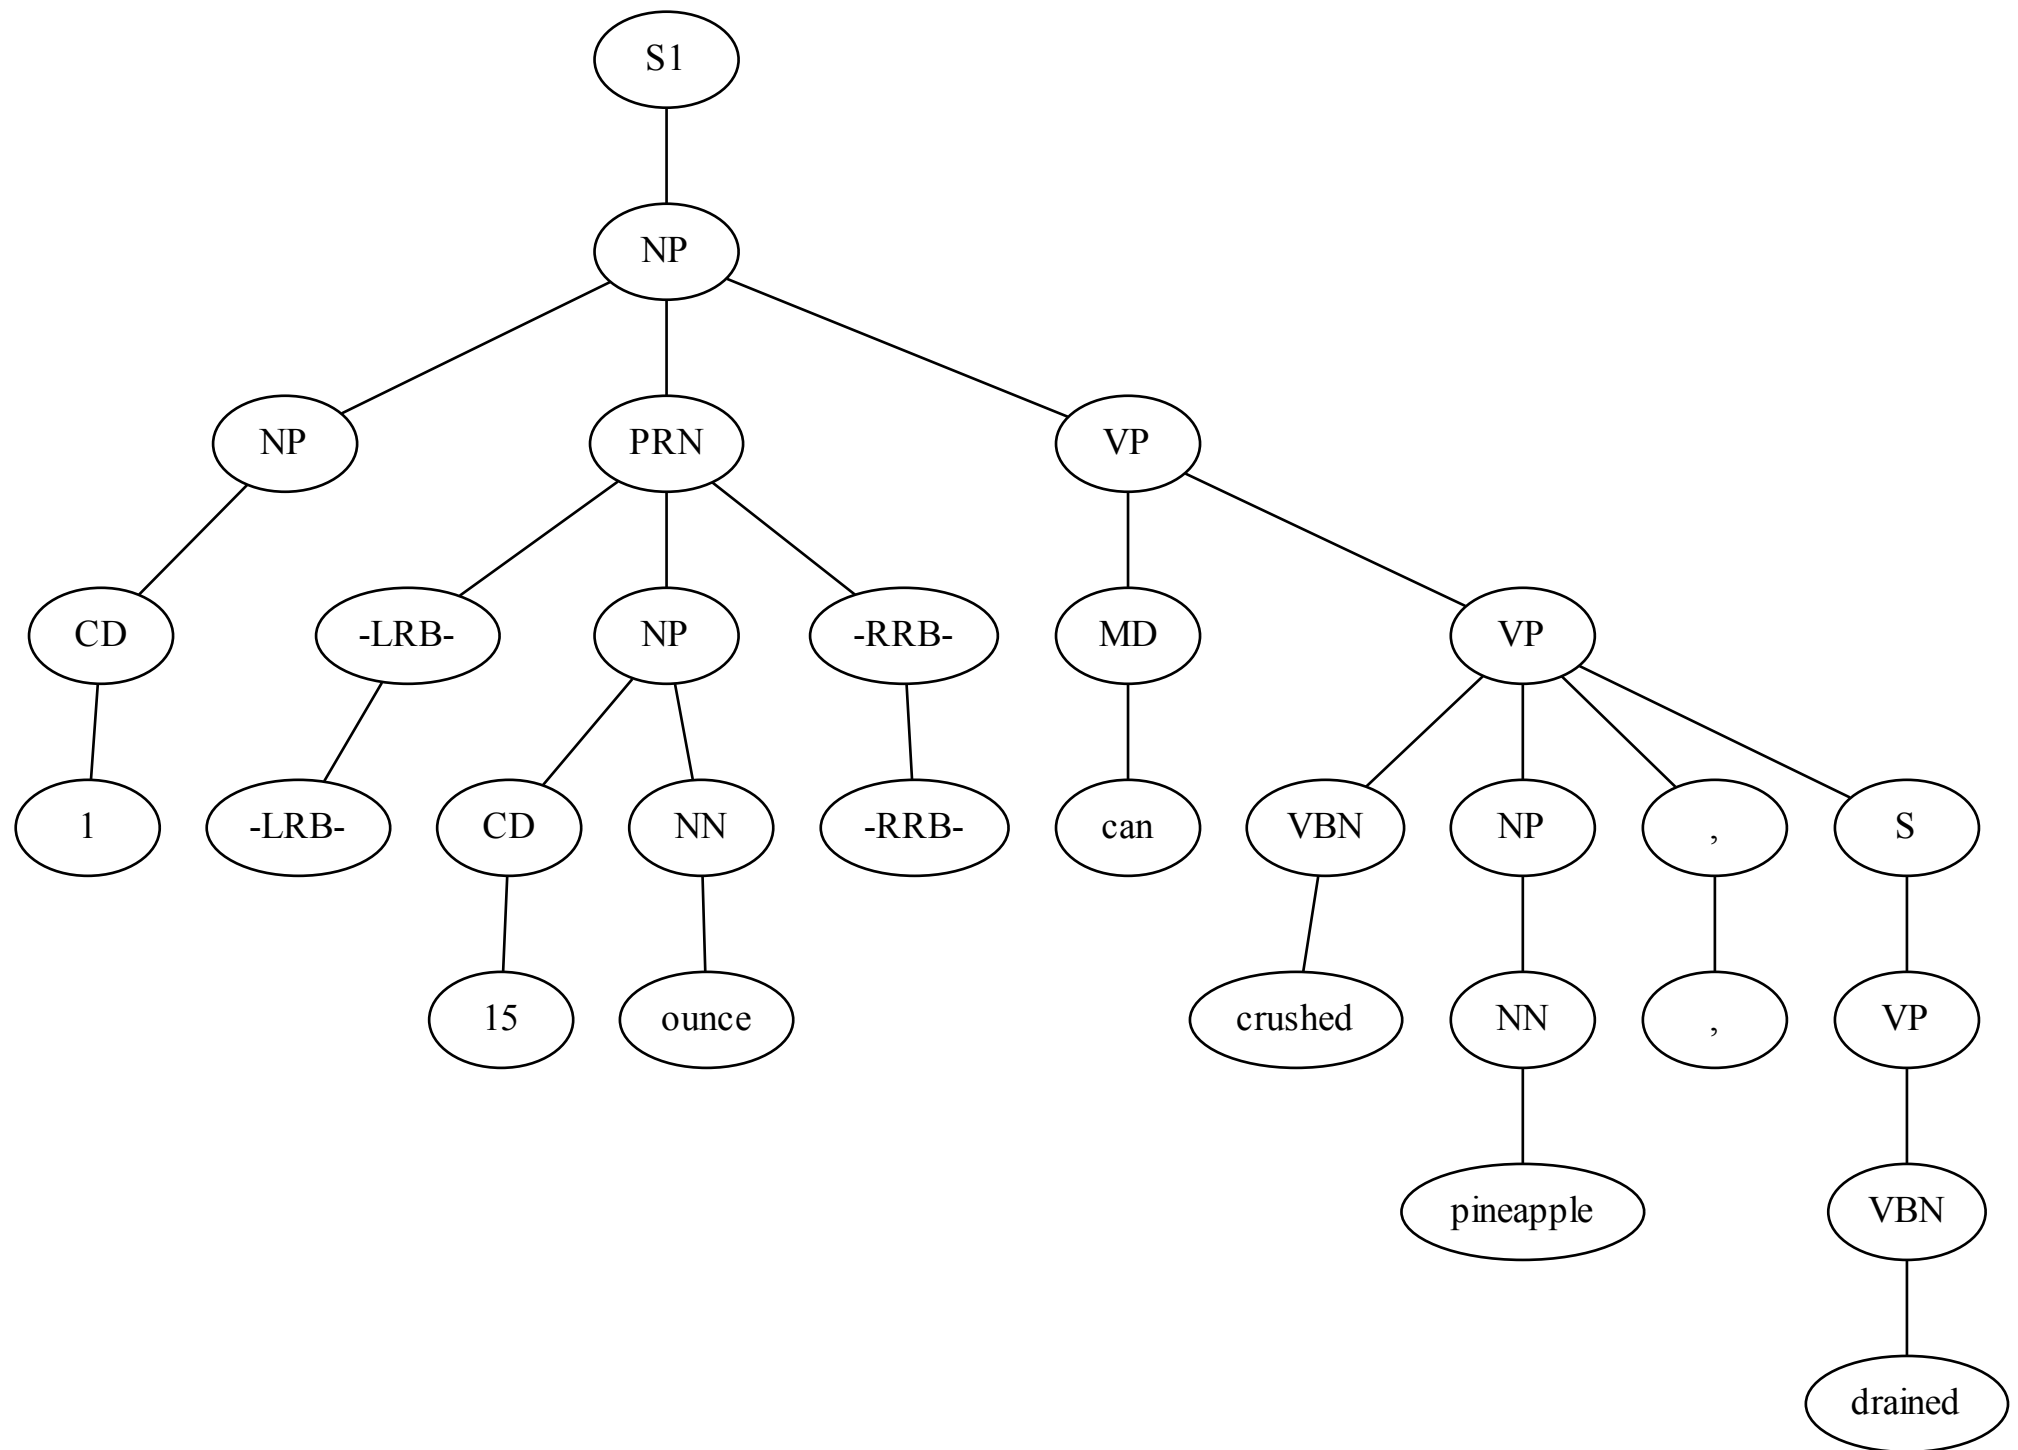 S1
NP
NP PRN VP
CD -LRB- NP -RRB- MD VP
1 -LRB- CD NN -RRB- can VBN NP , S
15 ounce crushed NN , VP
pineapple VBN
drained